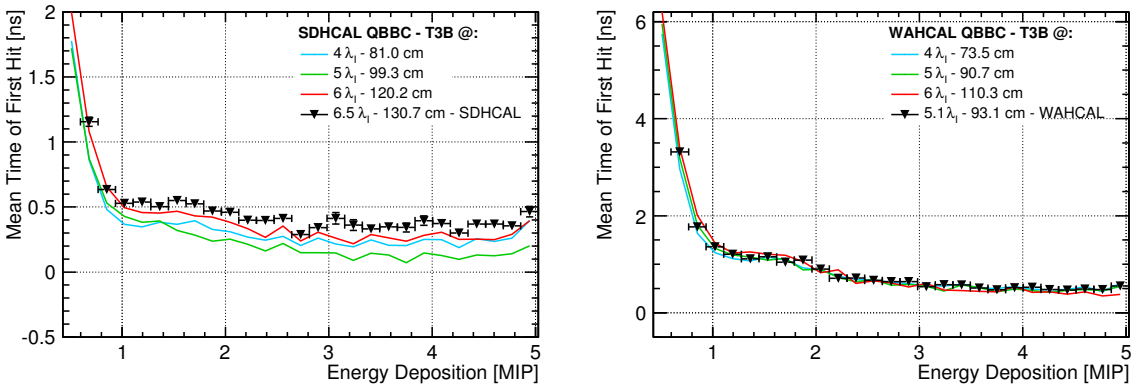 Mean Time of First Hit [ns]
2
1.5
1
0.5
0
-0.5
SDHCAL QBBC - T3B @:
4 λI - 81.0 cm
5 λI - 99.3 cm
6 λI - 120.2 cm
6.5 λI - 130.7 cm - SDHCAL
1 2 3 4 5
Energy Deposition [MIP]
Mean Time of First Hit [ns]
6
4
2
0
WAHCAL QBBC - T3B @:
4 λI - 73.5 cm
5 λI - 90.7 cm
6 λI - 110.3 cm
5.1 λI - 93.1 cm - WAHCAL
1 2 3 4 5
Energy Deposition [MIP]